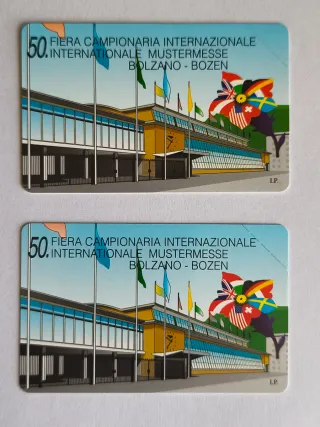 50. FIERA CAMPIONARIA INTERNAZIONALE
INTERNATIONALE MUSTERMESSE
BOLZANO - BOZEN
I.P.
50. FIERA CAMPIONARIA INTERNAZIONALE
INTERNATIONALE MUSTERMESSE
BOLZANO - BOZEN
I.P.